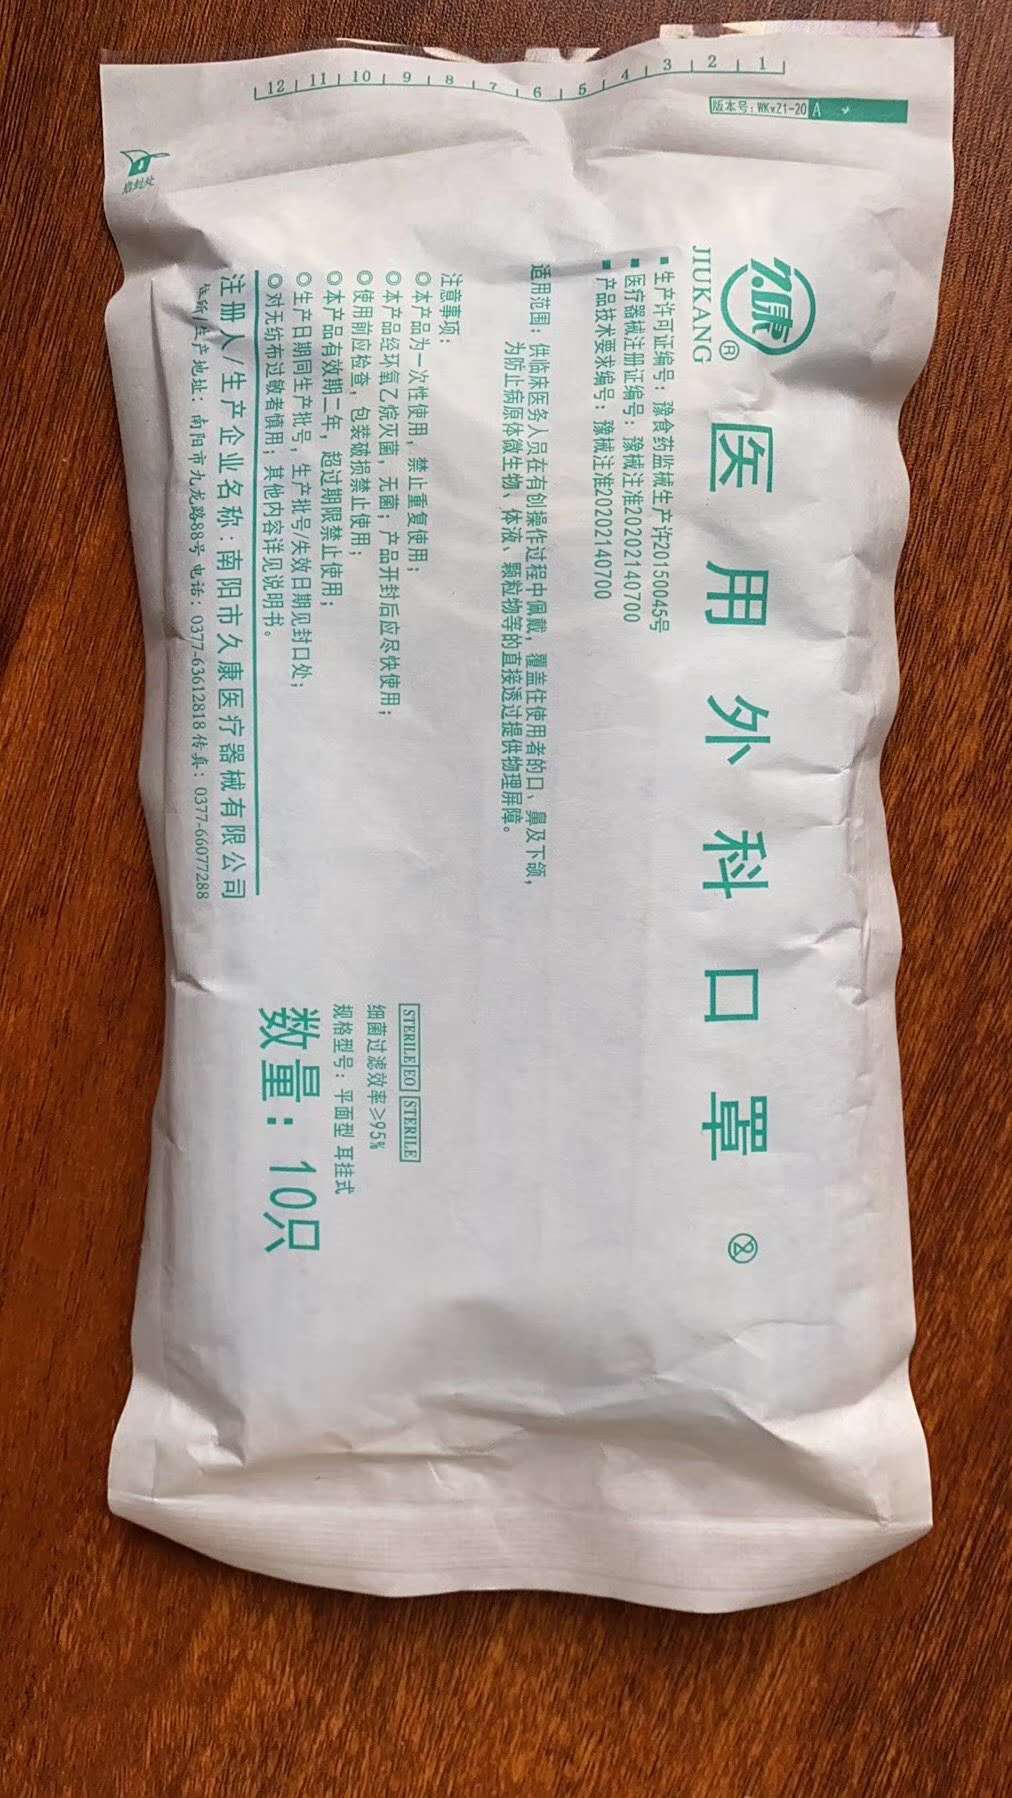 久康
JIUKANG®
医用外科口罩
■ 生产许可证编号：豫食药监械生产许20150045号
■ 医疗器械注册证编号：豫械注准20202140700
■ 产品技术要求编号：豫械注准20202140700
适用范围：供临床医务人员在有创操作过程中佩戴，覆盖住使用者的口、鼻及下颌，
为防止病原体微生物、体液、颗粒物等的直接透过提供物理屏障。
注意事项：
◎本产品为一次性使用，禁止重复使用；
◎本产品经环氧乙烷灭菌，无菌；产品开封后应尽快使用；
◎使用前应检查，包装破损禁止使用；
◎本产品有效期二年，超过期限禁止使用；
◎生产日期同生产批号，生产批号/失效日期见封口处；
◎对无纺布过敏者慎用；其他内容详见说明书。
STERILE EO STERILE
细菌过滤效率≥95%
规格型号：平面型 耳挂式
数量：10只
注册人/生产企业名称：南阳市久康医疗器械有限公司
住所/生产地址：南阳市九龙路88号 电话：0377-63612818 传真：0377-66077288
版本号：WKwZ1-20 A
1 2 3 4 5 6 7 8 9 10 11 12
启封处